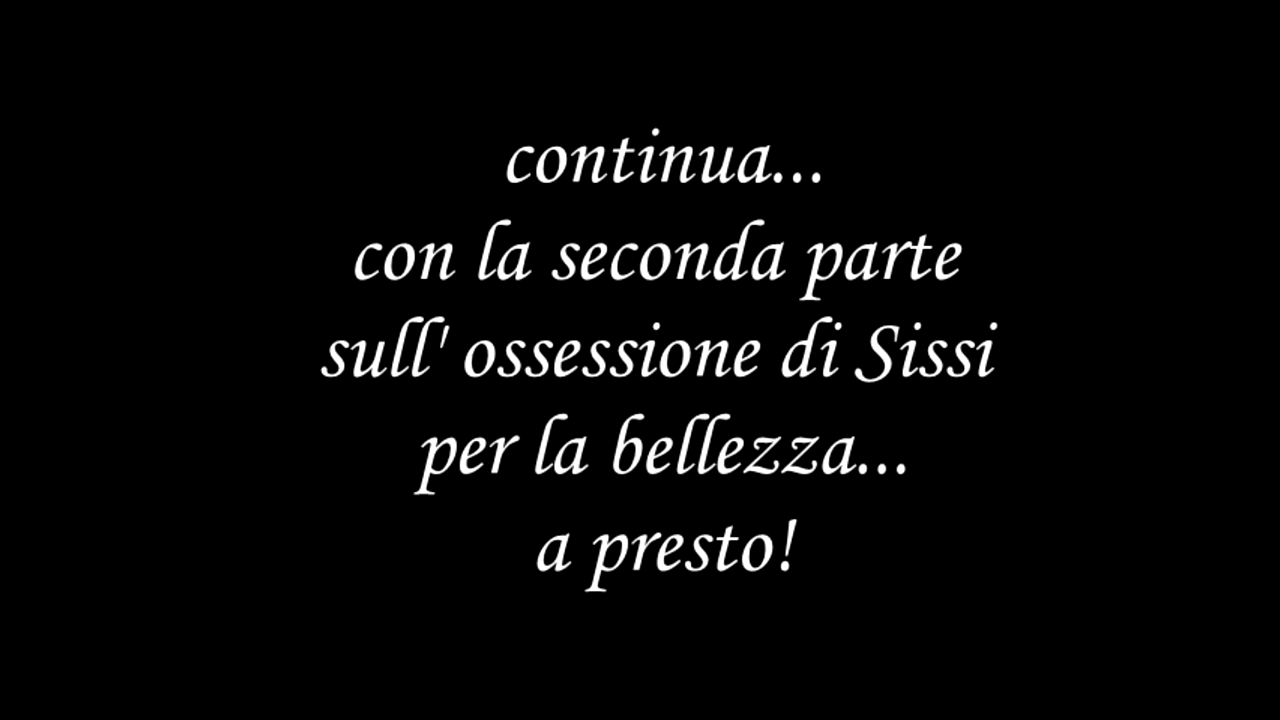 continua...
con la seconda parte
sull' ossessione di Sissi
per la bellezza...
a presto!